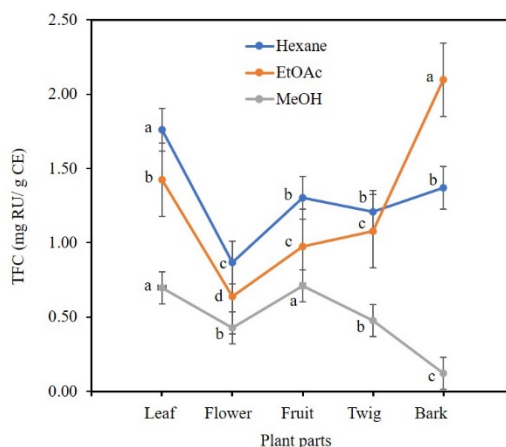 2.50
2.00
1.50
1.00
0.50
0.00
TFC (mg RU/ g CE)
Hexane
EtOAc
MeOH
a
b
a
c
d
b
b
c
a
b
c
b
a
b
c
Leaf
Flower
Fruit
Twig
Bark
Plant parts